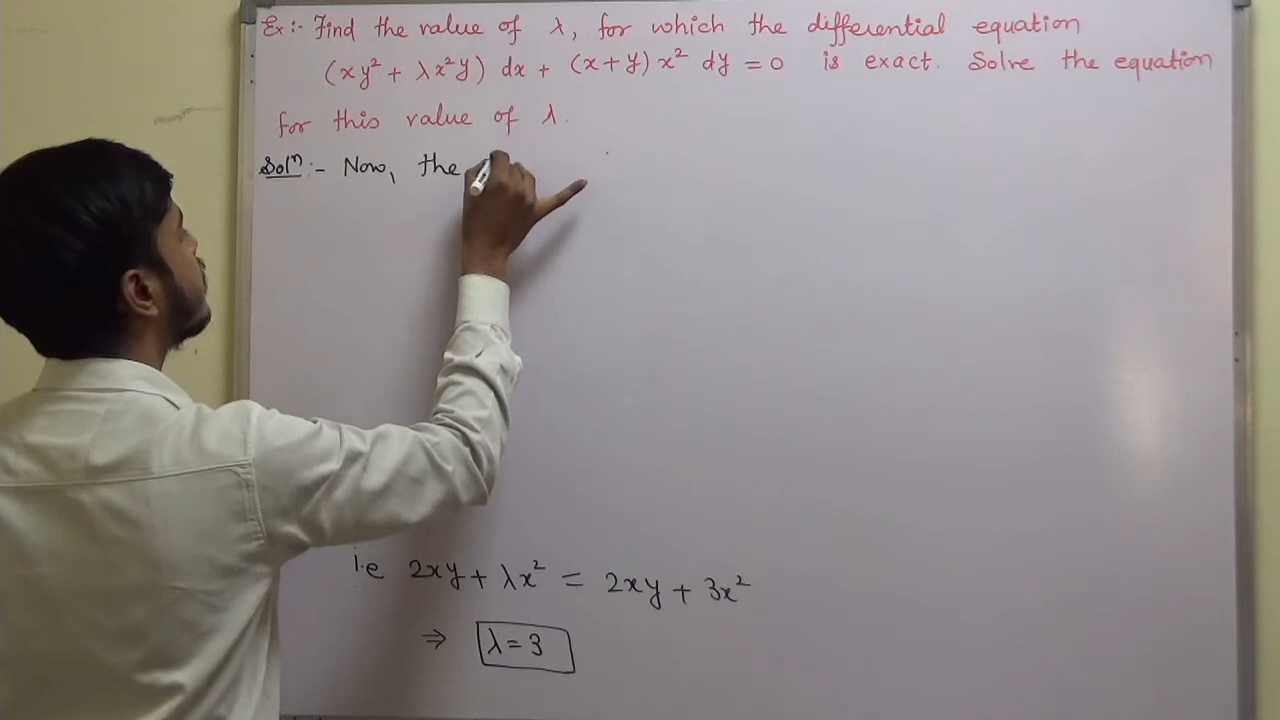 Ex:- Find the value of λ, for which the differential equation
(xy² + λx²y) dx + (x+y) x² dy = 0 is exact. Solve the equation
for this value of λ.
Solⁿ :- Now, the
i.e 2xy + λx² = 2xy + 3x²
⇒ λ = 3